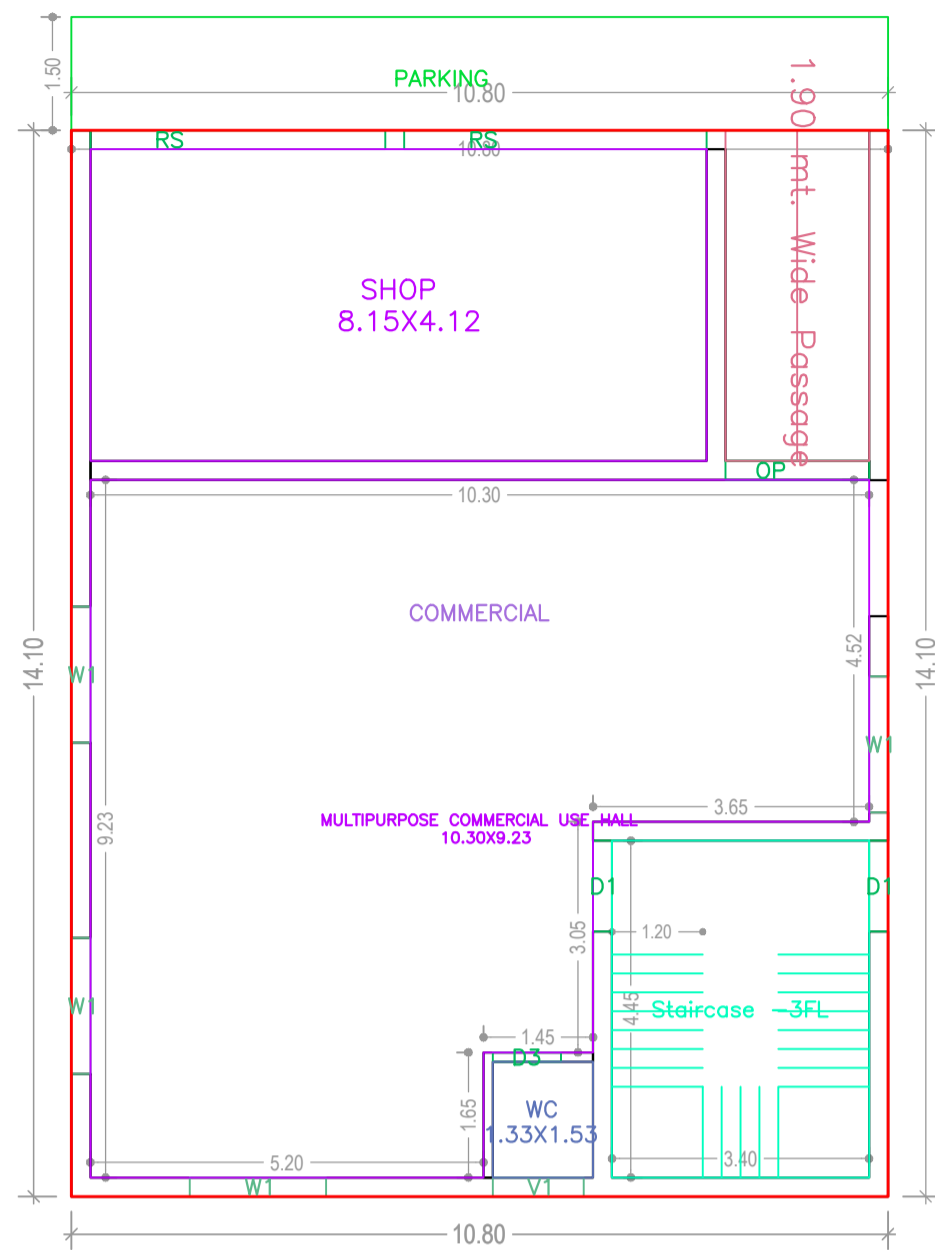 1.50
PARKING
10.80
RS
RS
10.80
1.90 mt. Wide Passage
SHOP
8.15X4.12
OP
10.30
COMMERCIAL
14.10
14.10
4.52
W1
W1
3.65
9.23
MULTIPURPOSE COMMERCIAL USE HALL
10.30X9.23
D1
D1
3.05
1.20
W1
4.45
Staircase -3FL
1.45
D3
1.65
WC
1.33X1.53
5.20
3.40
W1
V1
10.80